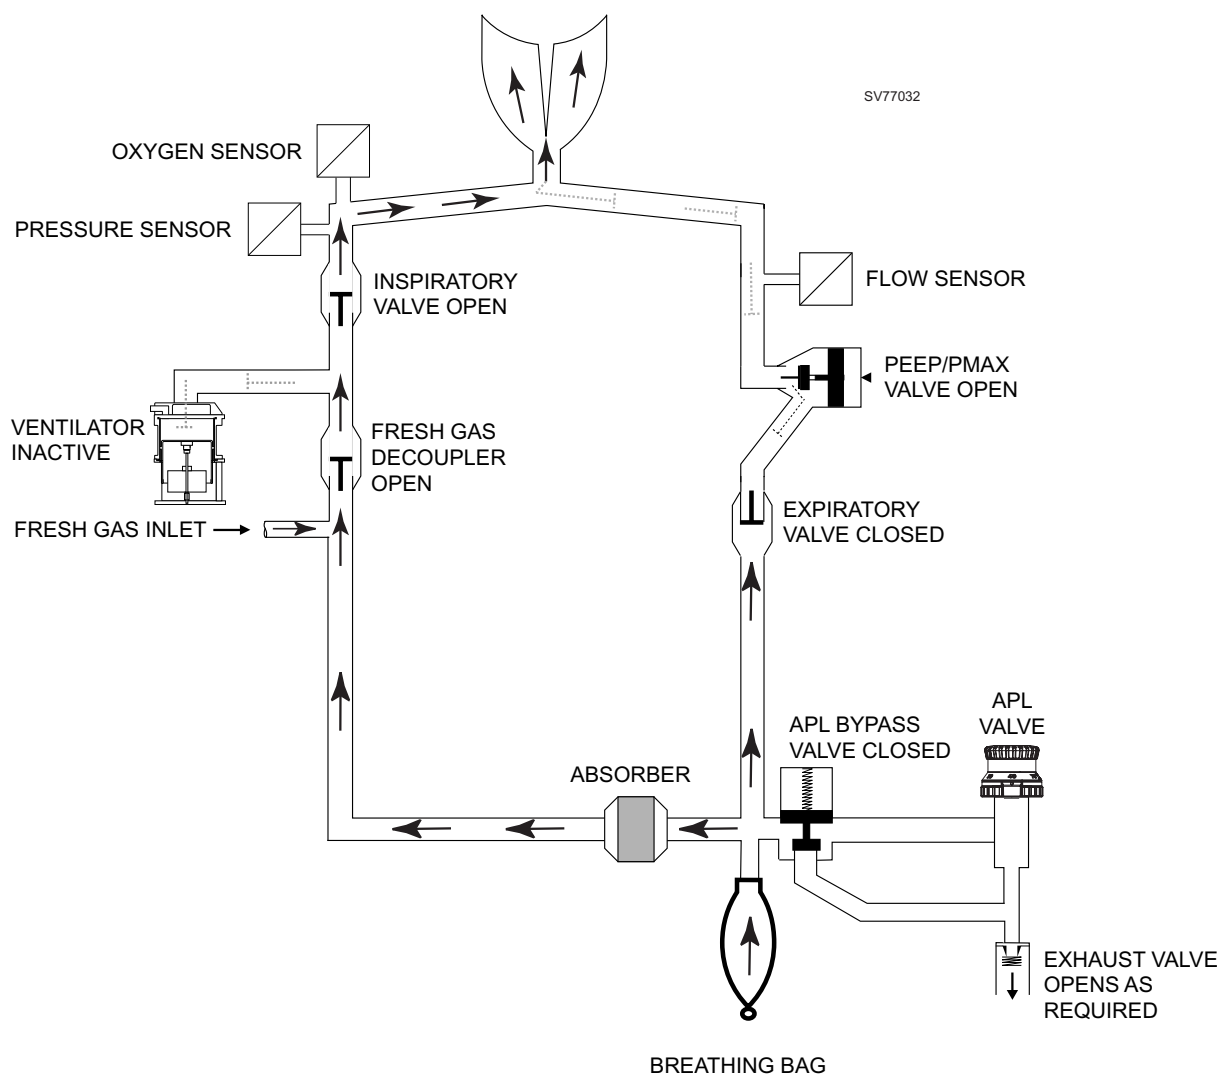 SV77032
OXYGEN SENSOR
PRESSURE SENSOR
INSPIRATORY
VALVE OPEN
FLOW SENSOR
PEEP/PMAX
VALVE OPEN
VENTILATOR
INACTIVE
FRESH GAS
DECOUPLER
OPEN
FRESH GAS INLET
EXPIRATORY
VALVE CLOSED
APL
VALVE
APL BYPASS
VALVE CLOSED
ABSORBER
EXHAUST VALVE
OPENS AS
REQUIRED
BREATHING BAG